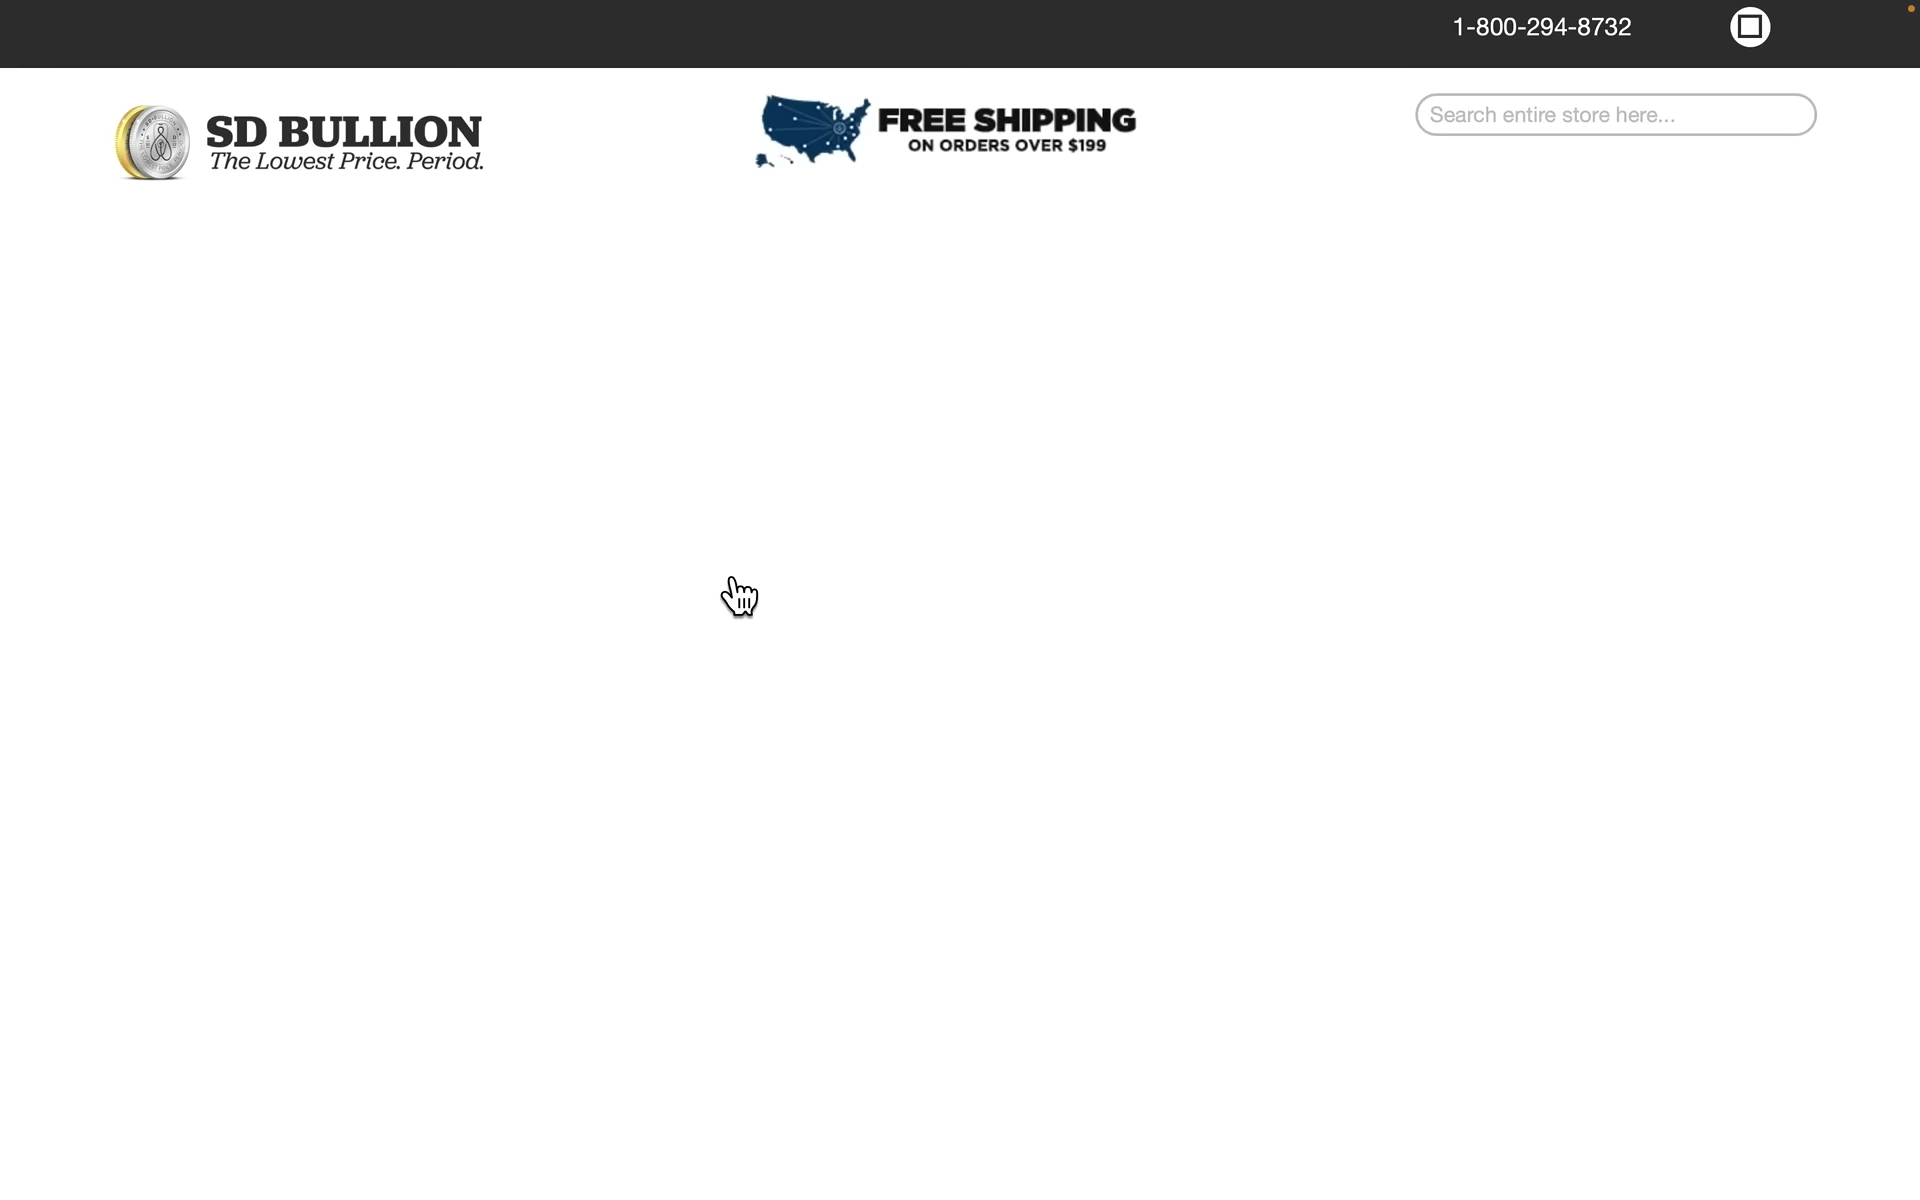 1-800-294-8732
SD BULLION
The Lowest Price. Period.
FREE SHIPPING
ON ORDERS OVER $199
Search entire store here...